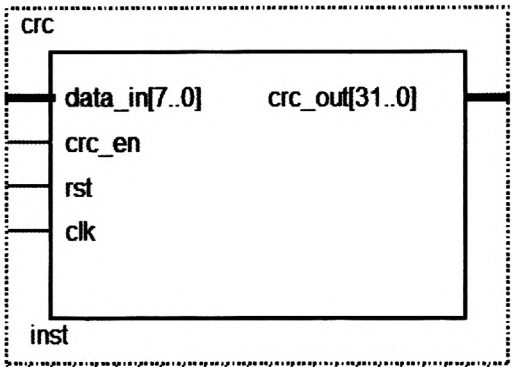 crc
data_in[7..0] crc_out[31..0]
crc_en
rst
clk
inst